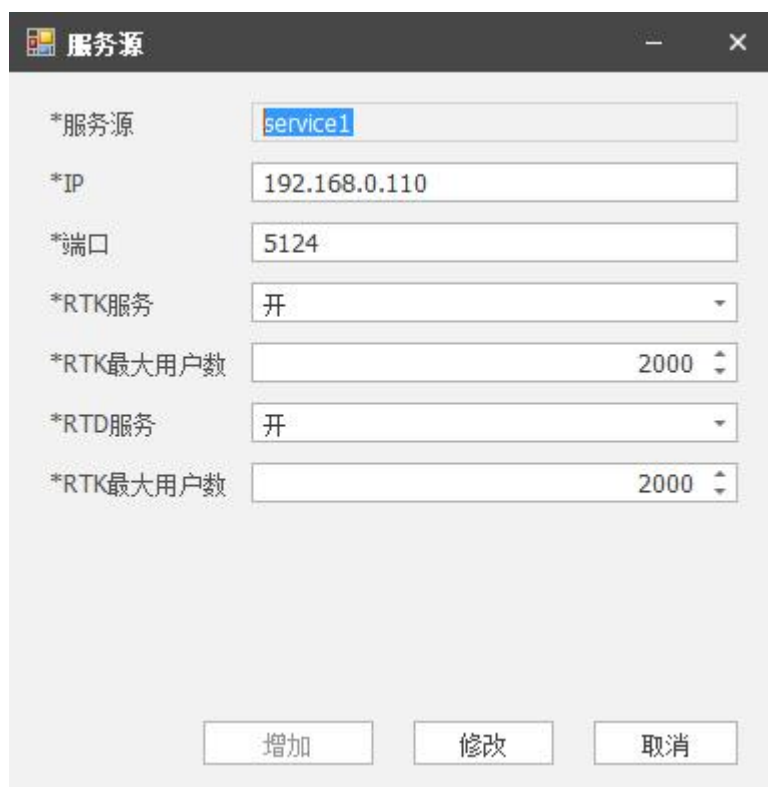 服务源
*服务源 service1
*IP 192.168.0.110
*端口 5124
*RTK服务 开
*RTK最大用户数 2000
*RTD服务 开
*RTK最大用户数 2000
增加 修改 取消